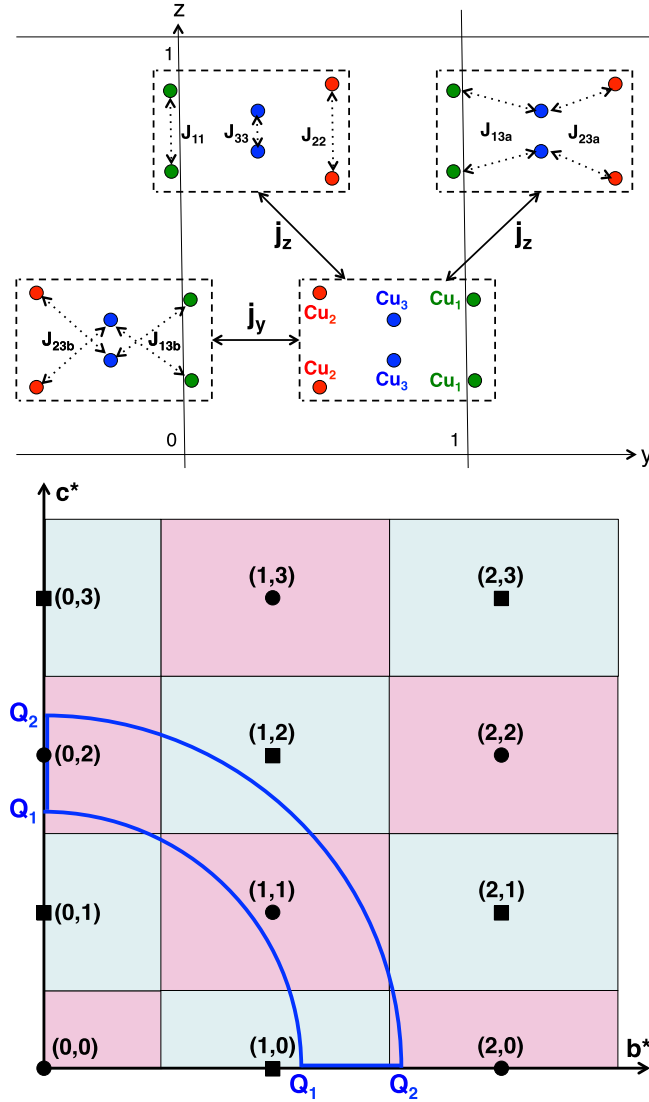 z
1
J11
J33
J22
J13a
J23a
jz
jz
J23b
J13b
jy
Cu2
Cu3
Cu1
Cu2
Cu3
Cu1
0
1
y
c*
(0,3)
(1,3)
(2,3)
Q2
(0,2)
(1,2)
(2,2)
Q1
(0,1)
(1,1)
(2,1)
(0,0)
(1,0)
(2,0)
b*
Q1
Q2